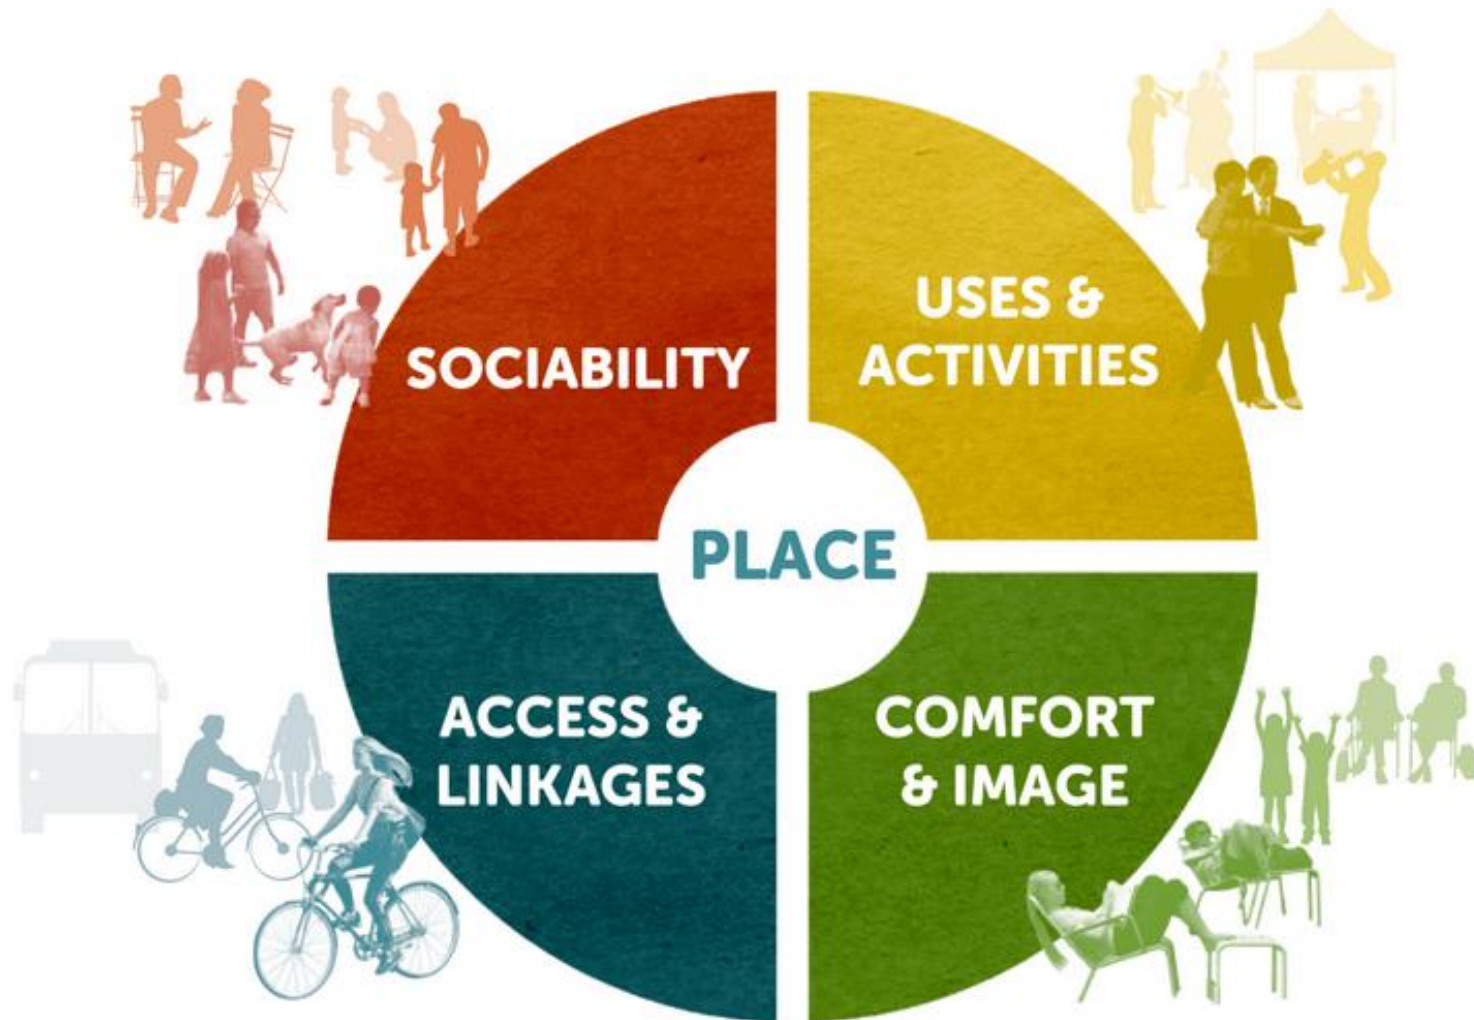 SOCIABILITY
USES &
ACTIVITIES
PLACE
ACCESS &
LINKAGES
COMFORT
& IMAGE